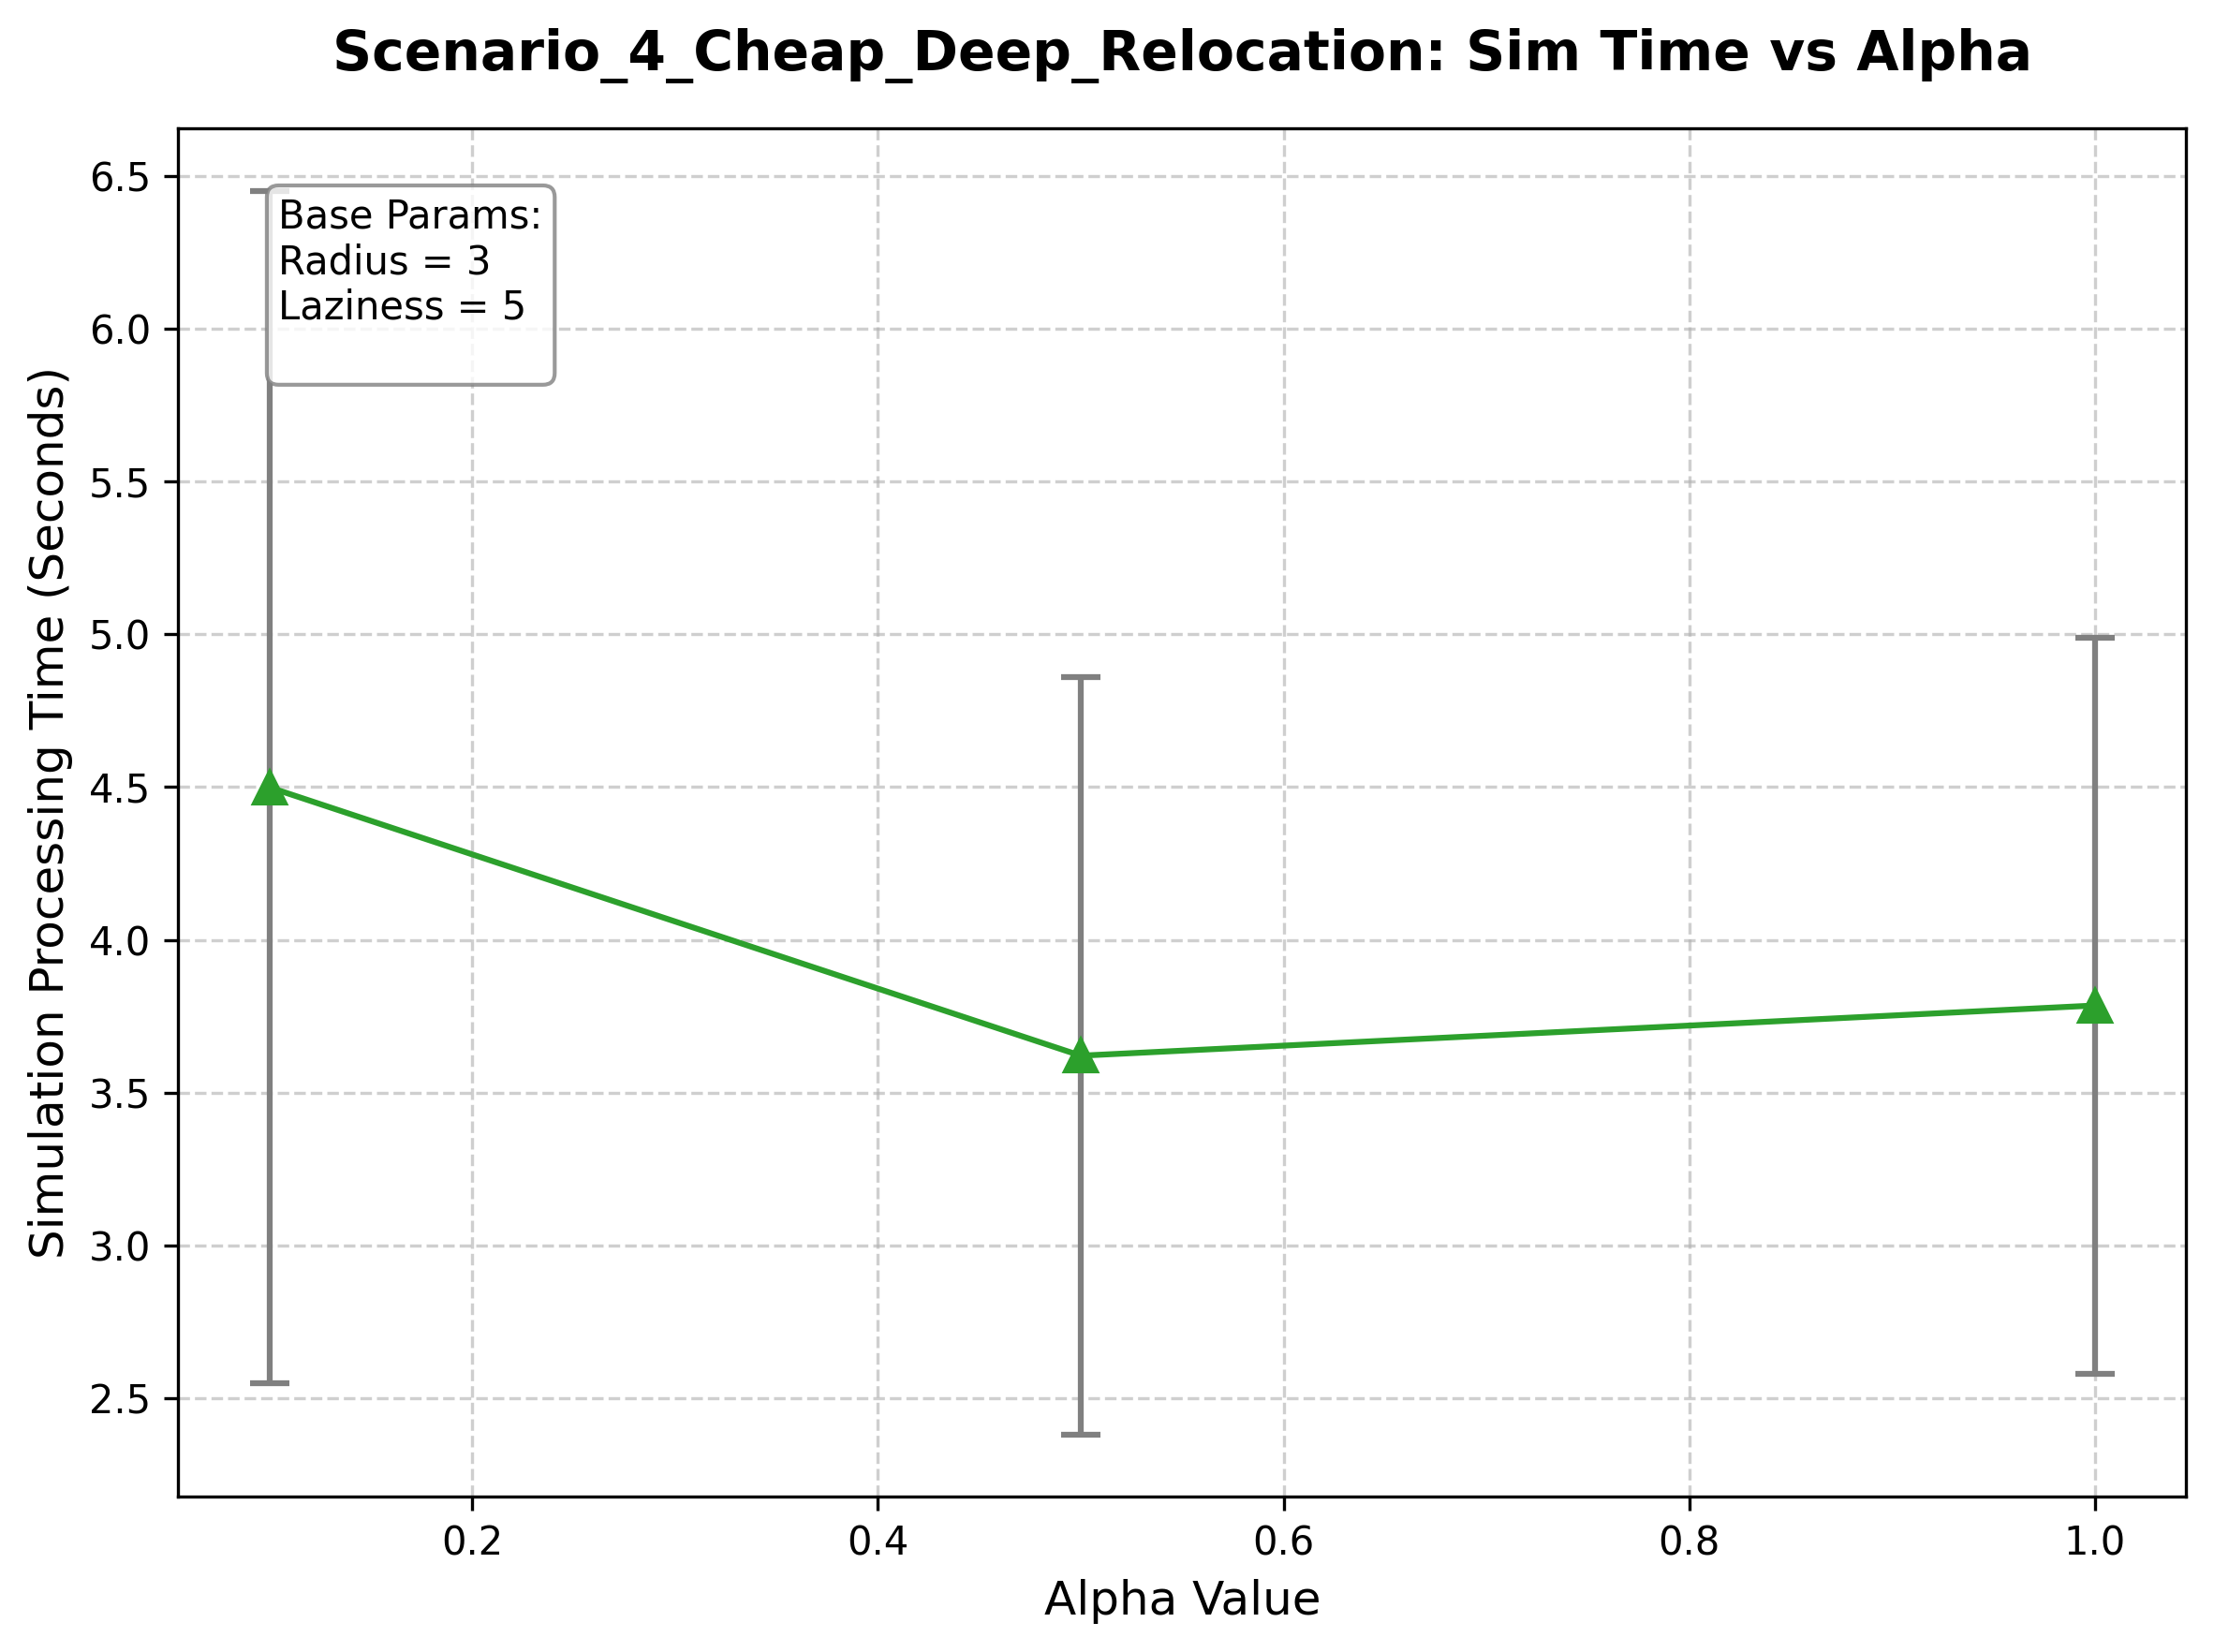 Scenario_4_Cheap_Deep_Relocation: Sim Time vs Alpha
6.5
Base Params:
Radius = 3
Laziness = 5
6.0
5.5
5.0
4.5
4.0
3.5
3.0
2.5
Simulation Processing Time (Seconds)
0.2
0.4
0.6
0.8
1.0
Alpha Value